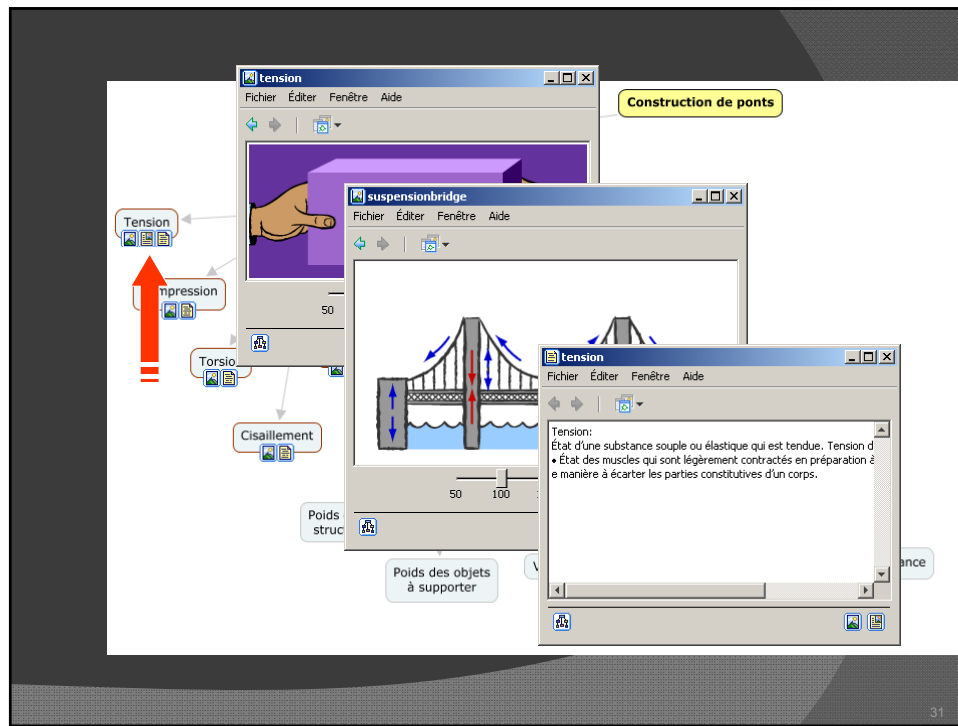 tension
Fichier Éditer Fenêtre Aide
50
Construction de ponts
suspensionbridge
Fichier Éditer Fenêtre Aide
50 100
tension
Fichier Éditer Fenêtre Aide
Tension:
État d'une substance souple ou élastique qui est tendue. Tension d
• État des muscles qui sont légèrement contractés en préparation à
e manière à écarter les parties constitutives d'un corps.
Tension
mpression
Torsio
Cisaillement
Poids
struc
Poids des objets
à supporter
V
ance
31